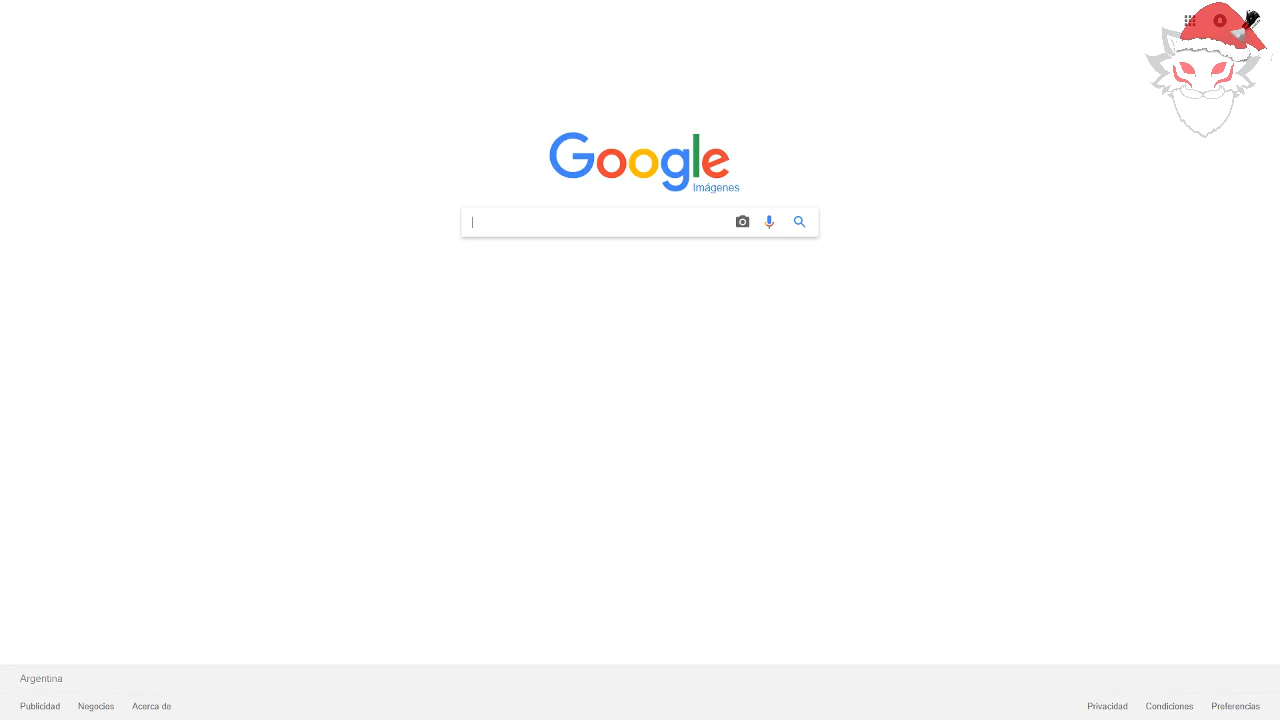 Google
Imágenes
Argentina
Publicidad Negocios Acerca de
Privacidad Condiciones Preferencias